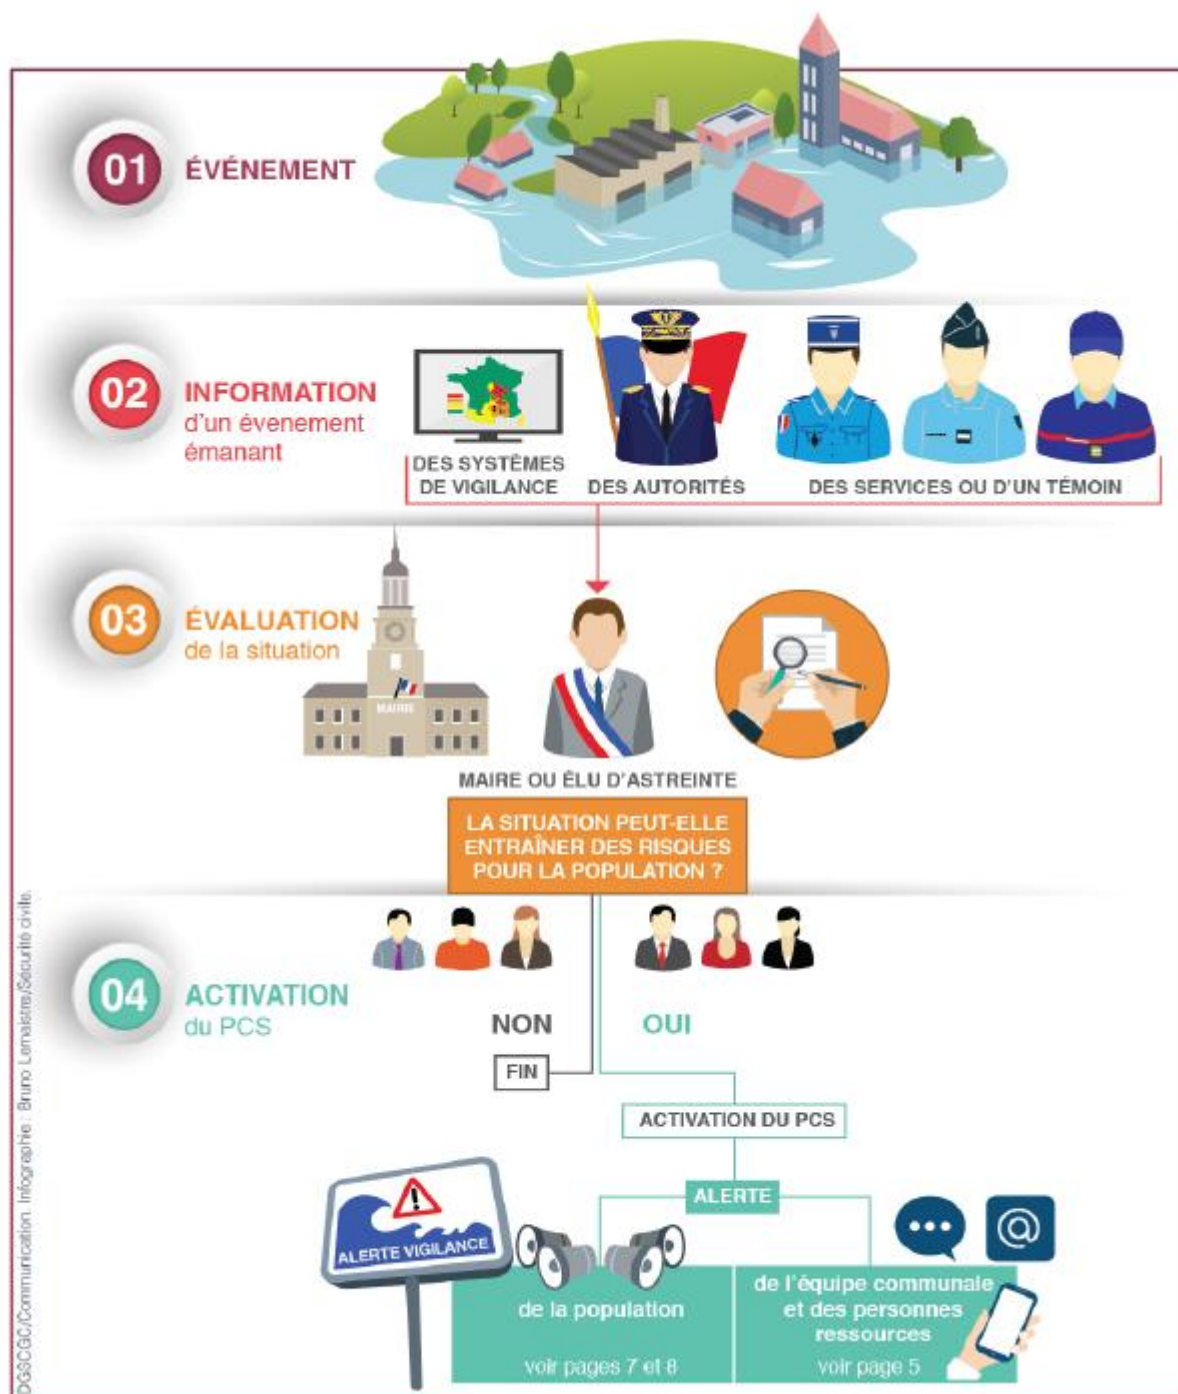 01
ÉVÉNEMENT
02
INFORMATION
d'un évenement
émanant
DES SYSTÈMES
DE VIGILANCE
DES AUTORITÉS
DES SERVICES OU D'UN TÉMOIN
03
ÉVALUATION
de la situation
MAIRIE
MAIRE OU ÉLU D'ASTREINTE
LA SITUATION PEUT-ELLE
ENTRAÎNER DES RISQUES
POUR LA POPULATION ?
04
ACTIVATION
du PCS
NON
OUI
FIN
ACTIVATION DU PCS
ALERTE
ALERTE VIGILANCE
@
de la population
voir pages 7 et 8
de l'équipe communale
et des personnes
ressources
voir page 5
DGSCGC/Communication. Infographie : Bruno Lemaistre/Sécurité civile.